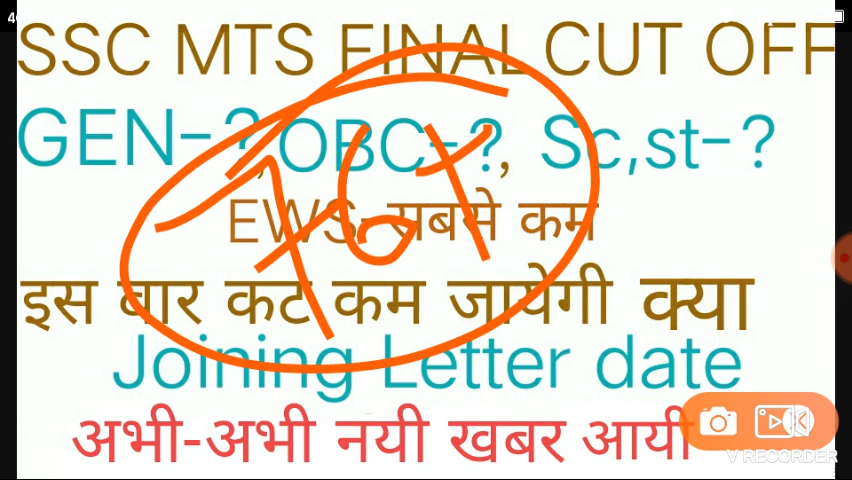 SSC MTS FINAL CUT OFF
GEN-?, OBC-?, Sc,st-?
EWS- सबसे कम
इस वार कट कम जायेगी क्या
Joining Letter date
अभी-अभी नयी खबर आयी
V RECORDER